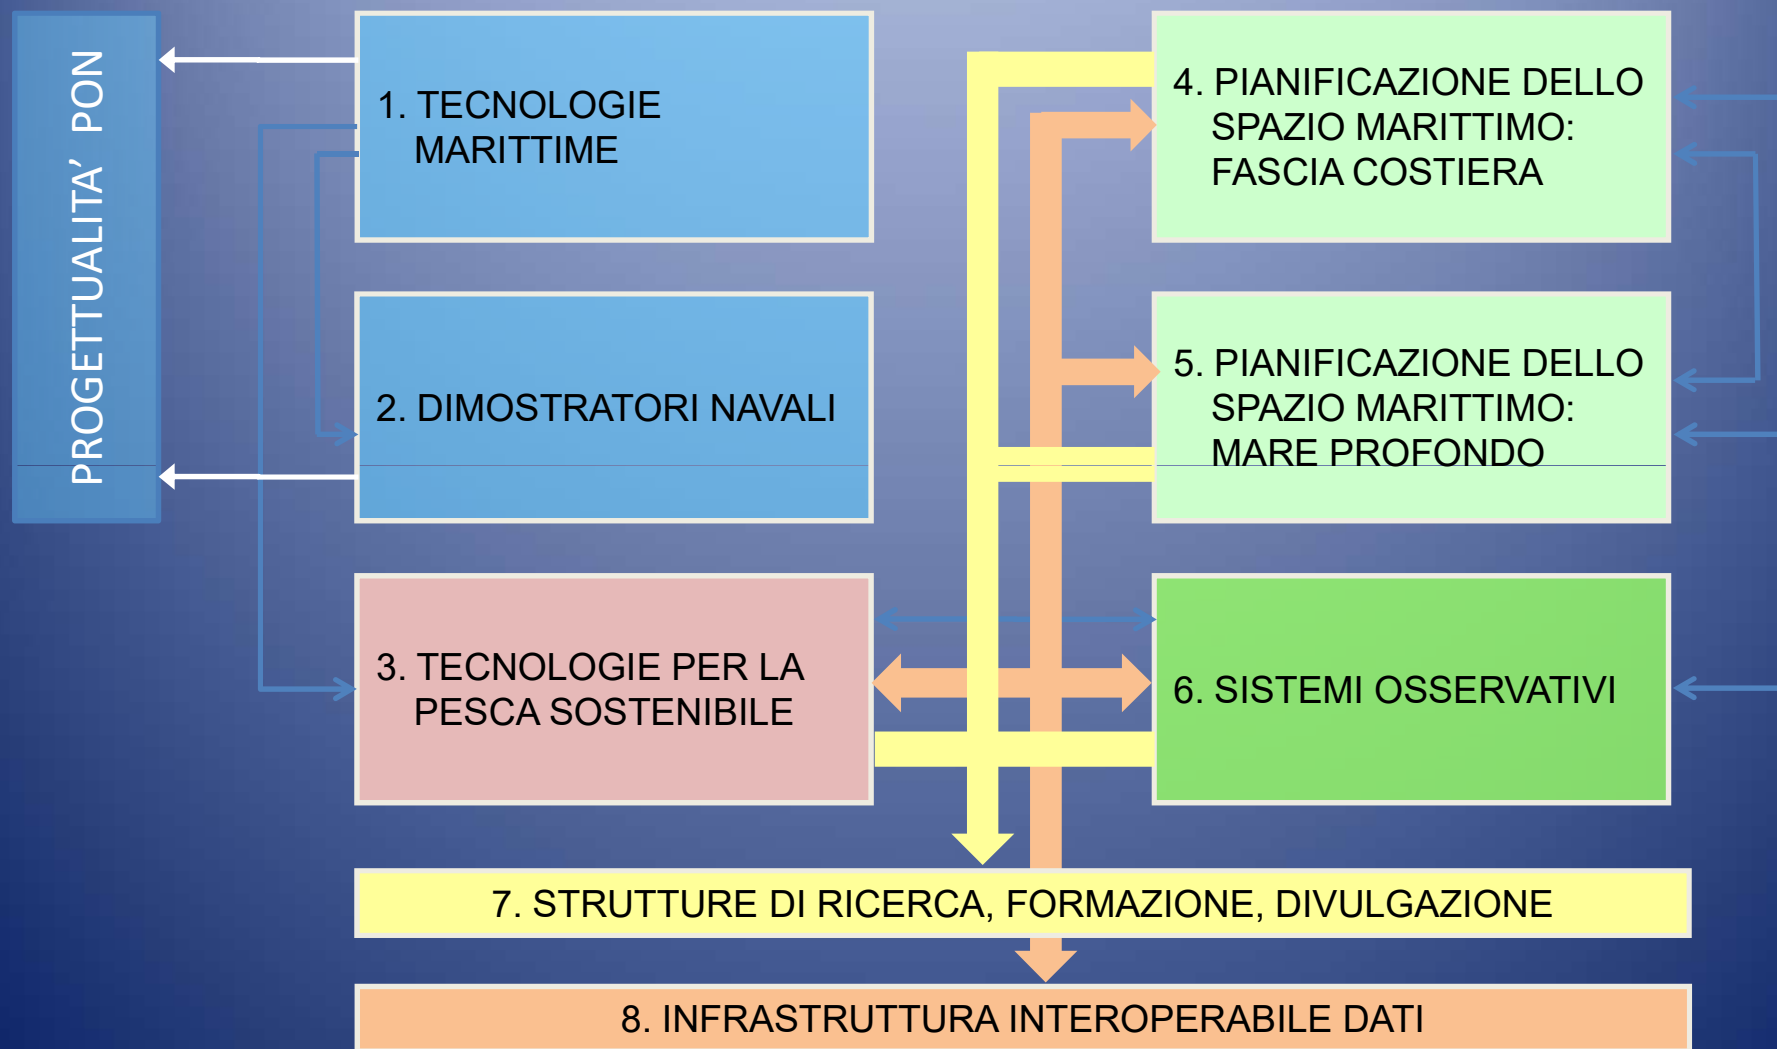 PROGETTUALITA’ PON
1. TECNOLOGIE
MARITTIME
2. DIMOSTRATORI NAVALI
3. TECNOLOGIE PER LA
PESCA SOSTENIBILE
4. PIANIFICAZIONE DELLO
SPAZIO MARITTIMO:
FASCIA COSTIERA
5. PIANIFICAZIONE DELLO
SPAZIO MARITTIMO:
MARE PROFONDO
6. SISTEMI OSSERVATIVI
7. STRUTTURE DI RICERCA, FORMAZIONE, DIVULGAZIONE
8. INFRASTRUTTURA INTEROPERABILE DATI